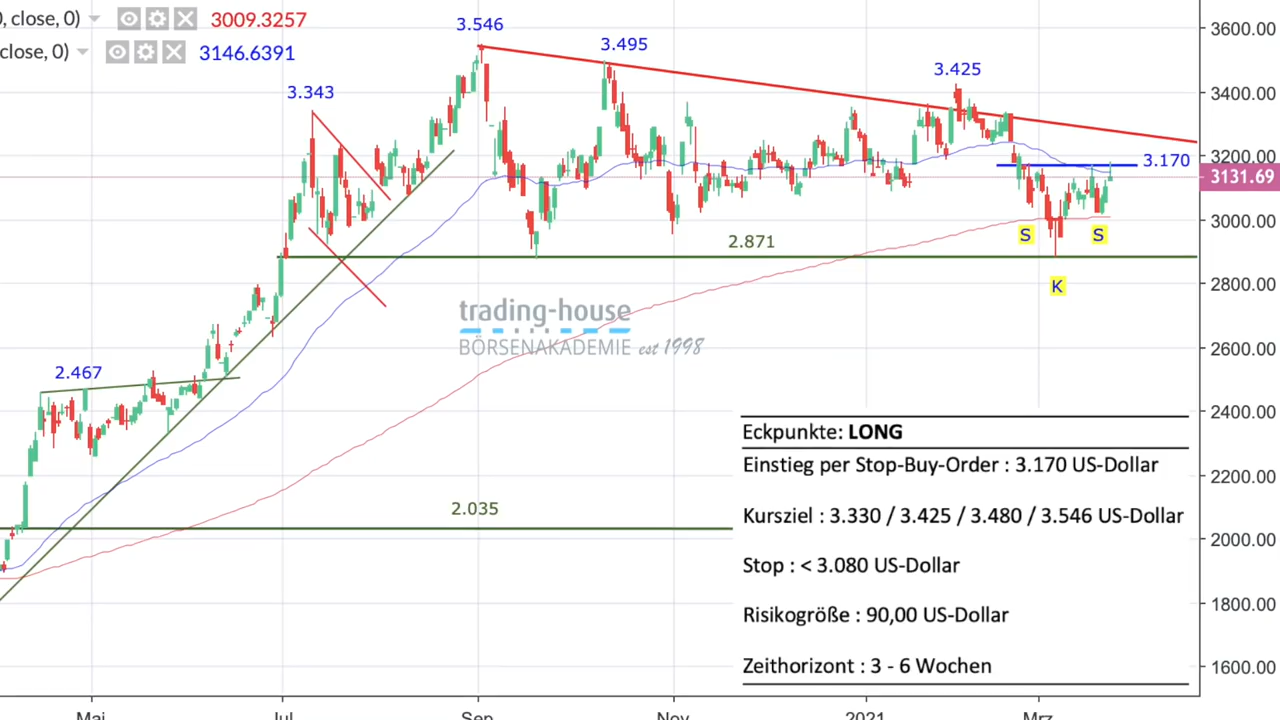 0, close, 0) 3009.3257
close, 0) 3146.6391
3.546
3.495
3.425
3.343
3.170
2.871
S
S
K
2.467
2.035
trading-house
BÖRSENAKADEMIE est 1998
Eckpunkte: LONG
Einstieg per Stop-Buy-Order : 3.170 US-Dollar
Kursziel : 3.330 / 3.425 / 3.480 / 3.546 US-Dollar
Stop : < 3.080 US-Dollar
Risikogröße : 90,00 US-Dollar
Zeithorizont : 3 - 6 Wochen
3600.00
3400.00
3200.00
3131.69
3000.00
2800.00
2600.00
2400.00
2200.00
2000.00
1800.00
1600.00
Mai Jul Sep Nov 2021 Mrz